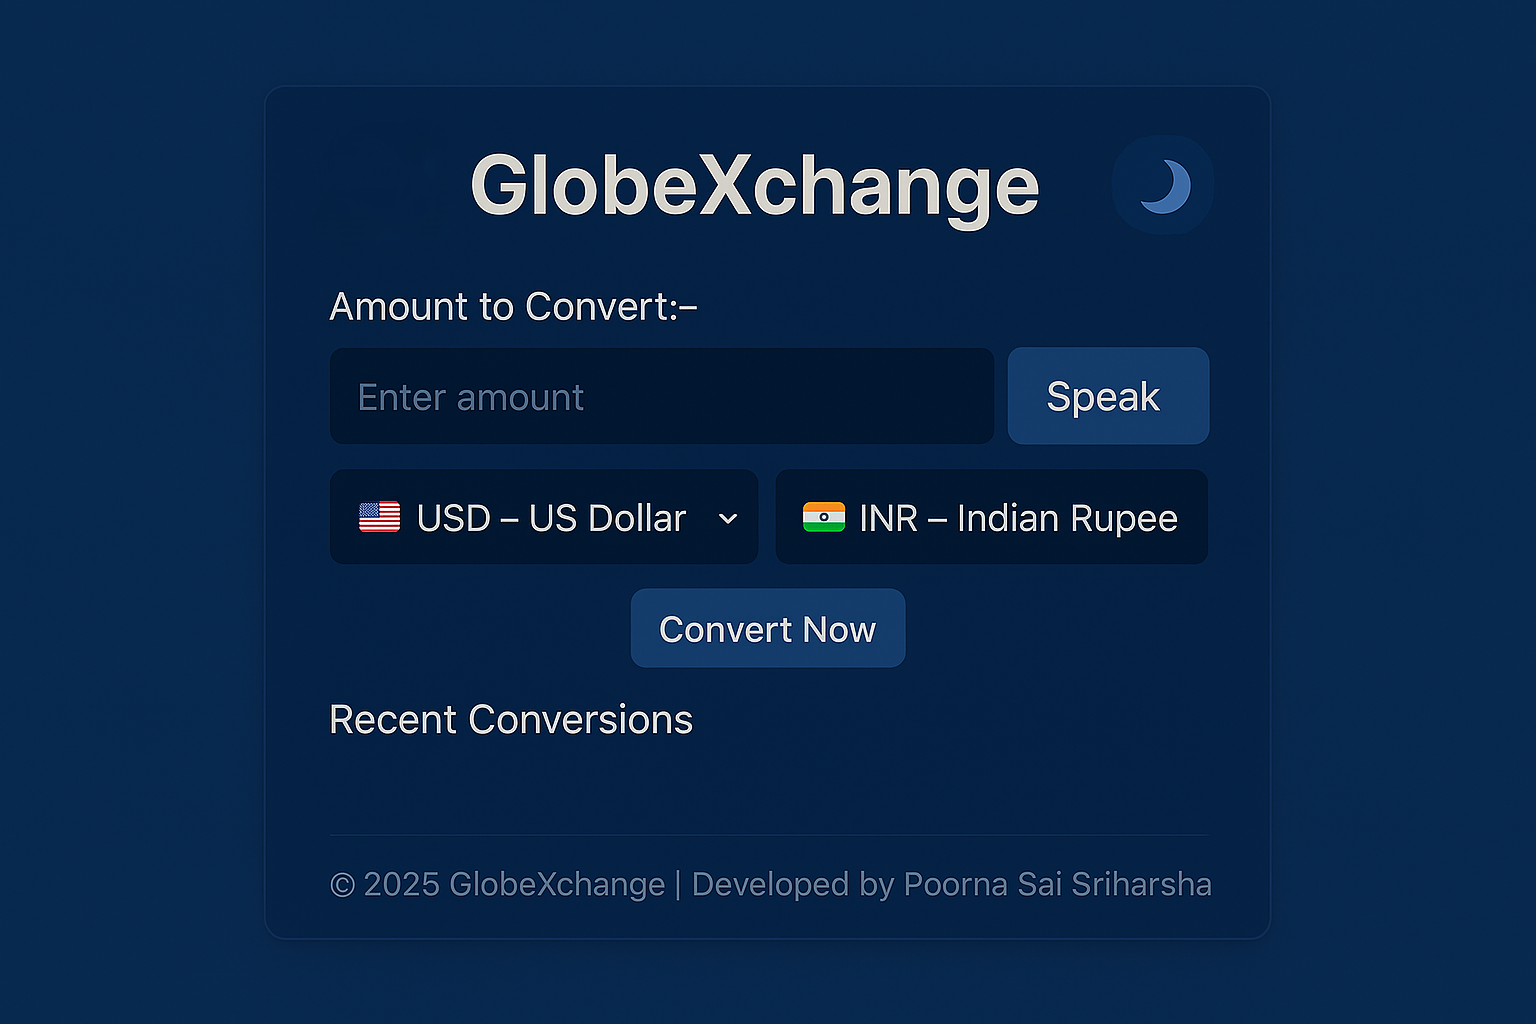 GlobeXchange
Amount to Convert:–
Enter amount
Speak
USD – US Dollar
INR – Indian Rupee
Convert Now
Recent Conversions
© 2025 GlobeXchange | Developed by Poorna Sai Sriharsha